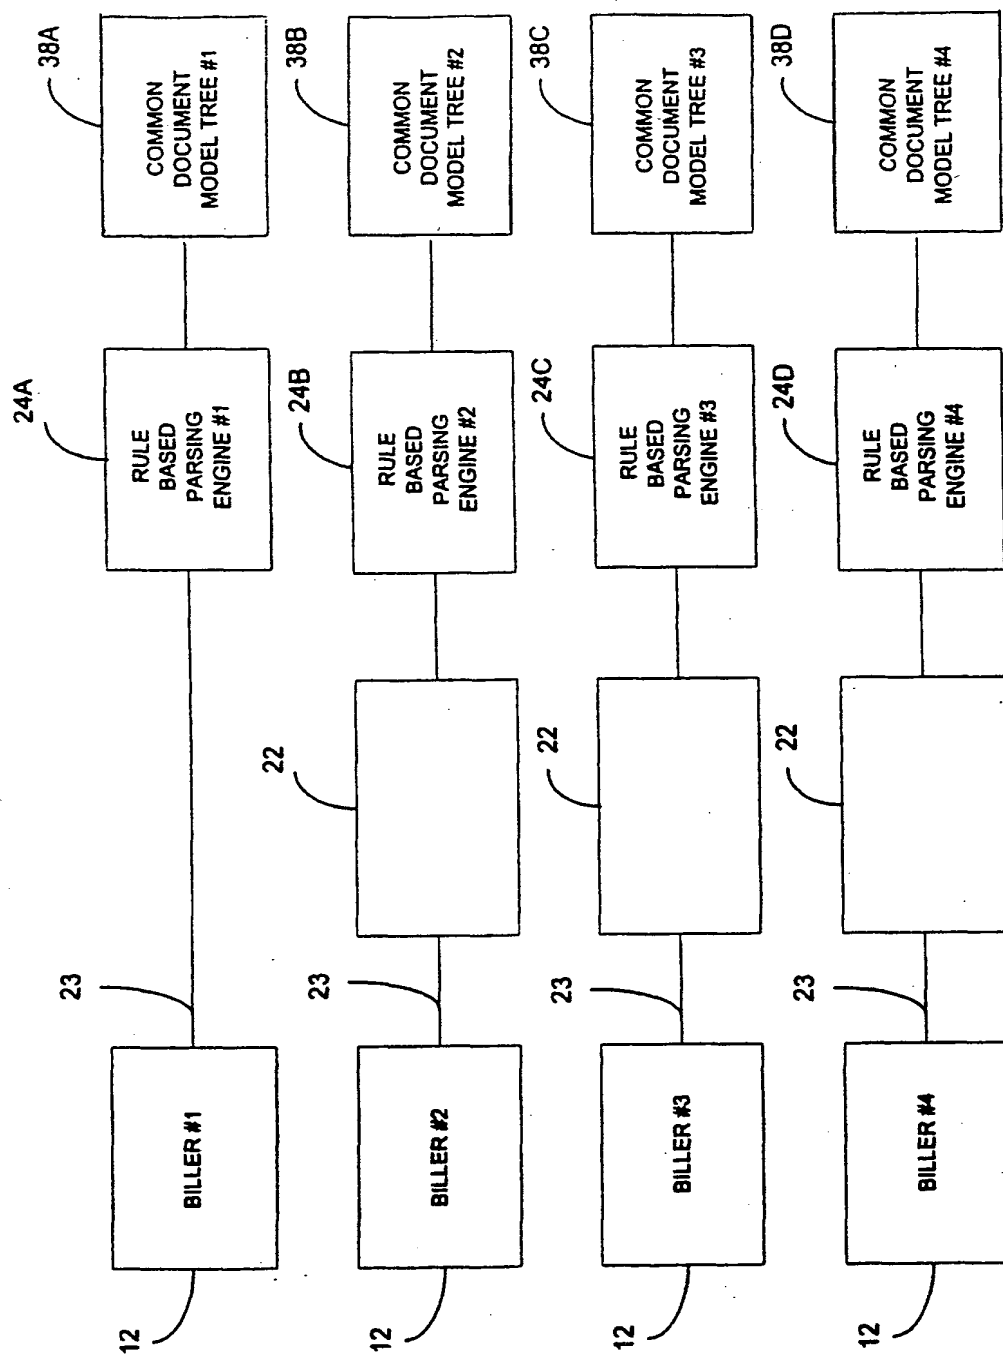 12
BILLER #1
23
24A
RULE
BASED
PARSING
ENGINE #1
38A
COMMON
DOCUMENT
MODEL TREE #1
12
BILLER #2
23
22
24B
RULE
BASED
PARSING
ENGINE #2
38B
COMMON
DOCUMENT
MODEL TREE #2
12
BILLER #3
23
22
24C
RULE
BASED
PARSING
ENGINE #3
38C
COMMON
DOCUMENT
MODEL TREE #3
12
BILLER #4
23
22
24D
RULE
BASED
PARSING
ENGINE #4
38D
COMMON
DOCUMENT
MODEL TREE #4